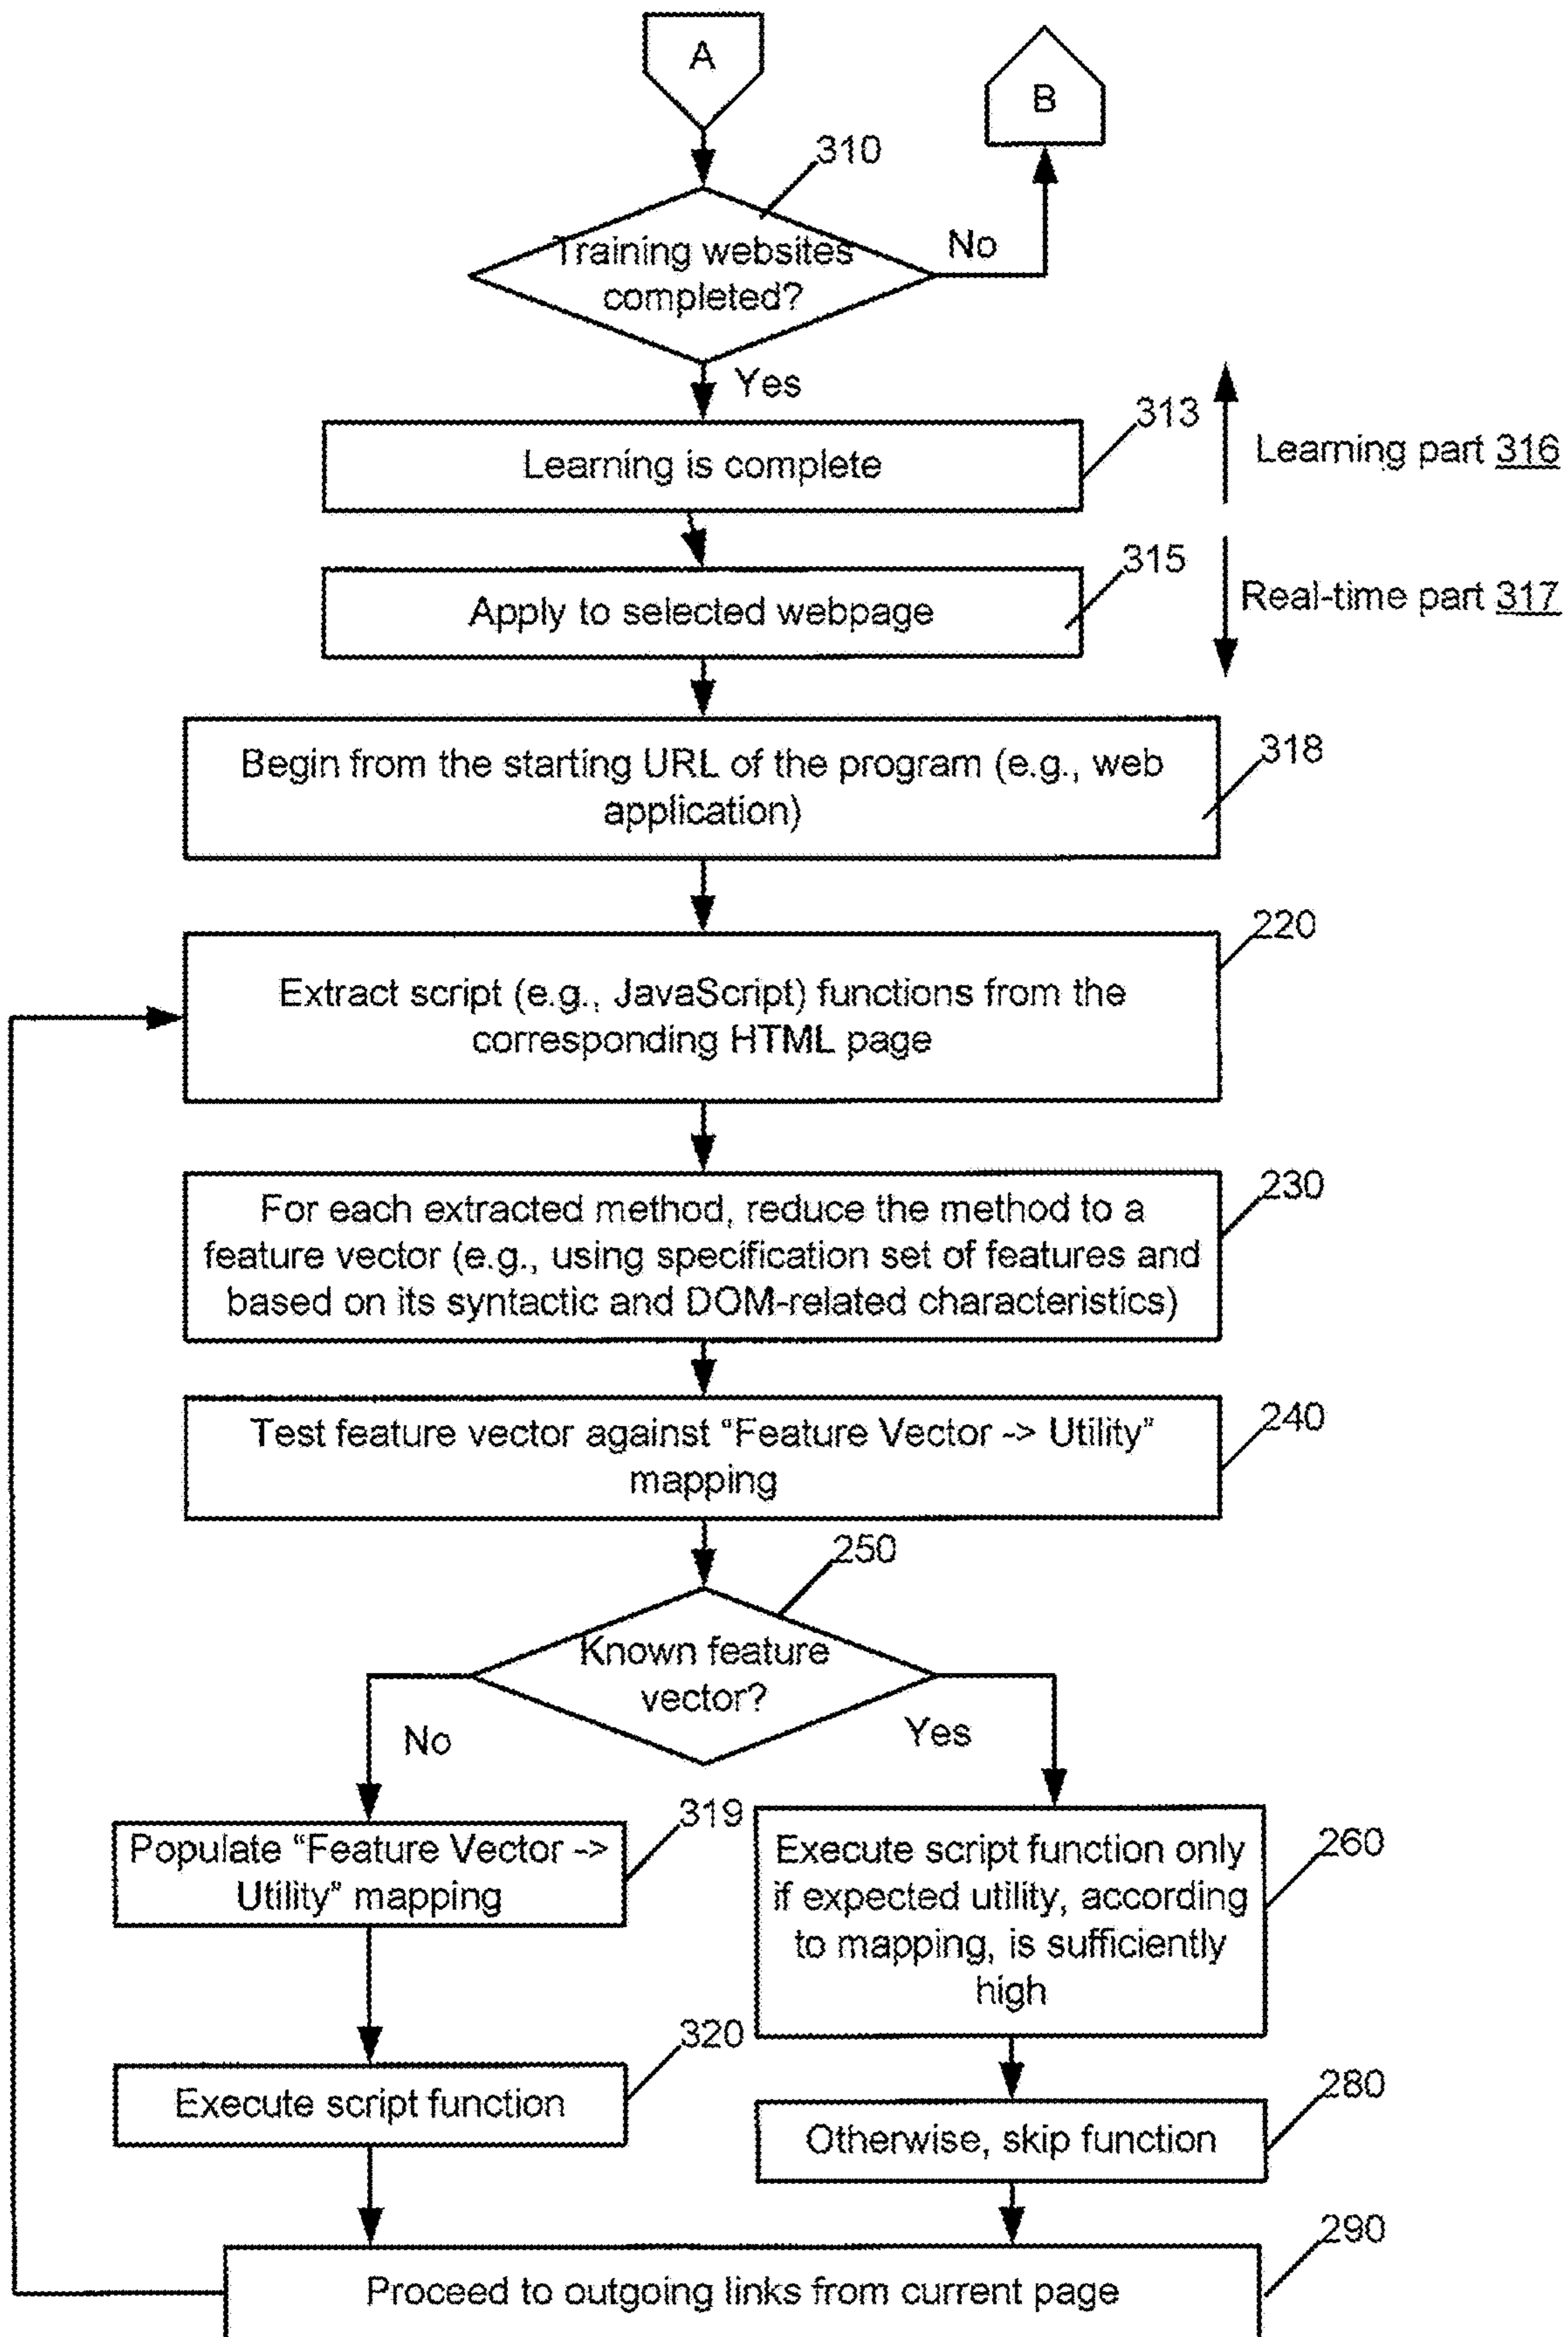 A
B
310
Training websites
completed?
No
Yes
313
Learning is complete
Learning part 316
315
Apply to selected webpage
Real-time part 317
318
Begin from the starting URL of the program (e.g., web
application)
220
Extract script (e.g., JavaScript) functions from the
corresponding HTML page
230
For each extracted method, reduce the method to a
feature vector (e.g., using specification set of features and
based on its syntactic and DOM-related characteristics)
240
Test feature vector against “Feature Vector -> Utility”
mapping
250
Known feature
vector?
No
Yes
319
Populate “Feature Vector ->
Utility” mapping
260
Execute script function only
if expected utility, according
to mapping, is sufficiently
high
320
Execute script function
280
Otherwise, skip function
290
Proceed to outgoing links from current page